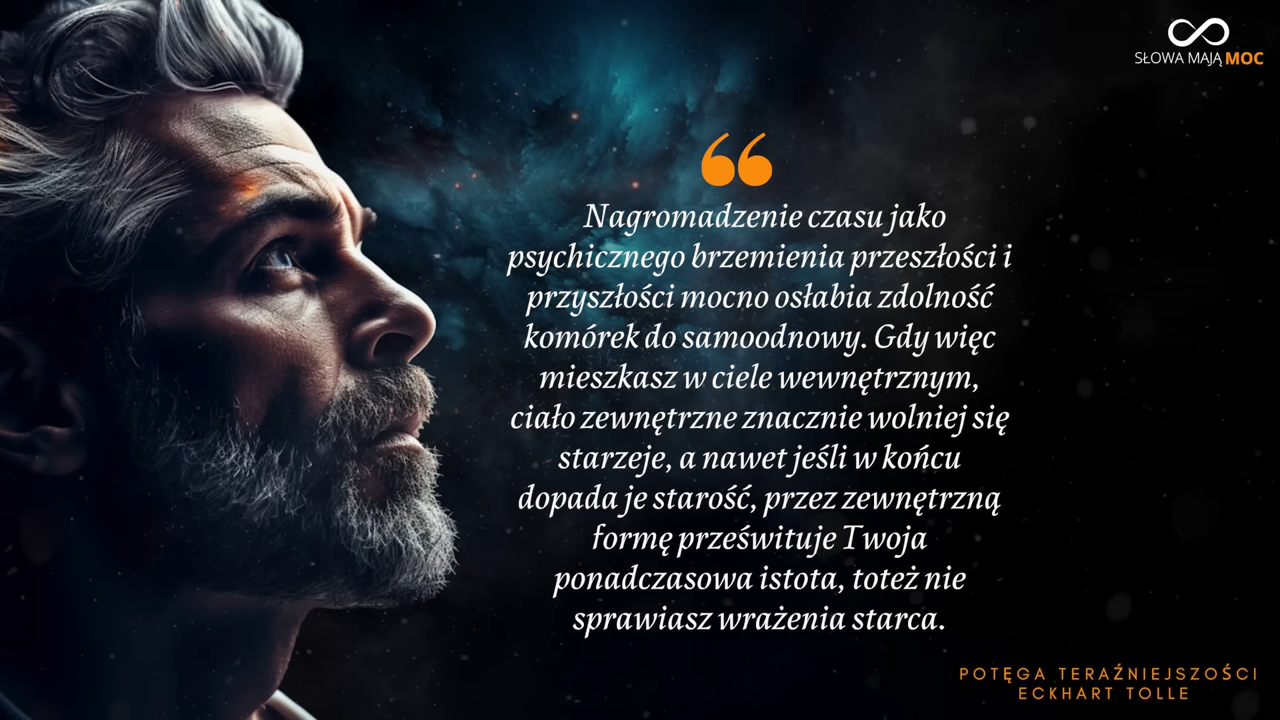 SŁOWA MAJĄ MOC
Nagromadzenie czasu jako
psychicznego brzemienia przeszłości i
przyszłości mocno osłabia zdolność
komórek do samoodnowy. Gdy więc
mieszkasz w ciele wewnętrznym,
ciało zewnętrzne znacznie wolniej się
starzeje, a nawet jeśli w końcu
dopada je starość, przez zewnętrzną
formę prześwituje Twoja
ponadczasowa istota, toteż nie
sprawiasz wrażenia starca.
POTĘGA TERAŹNIEJSZOŚCI
ECKHART TOLLE